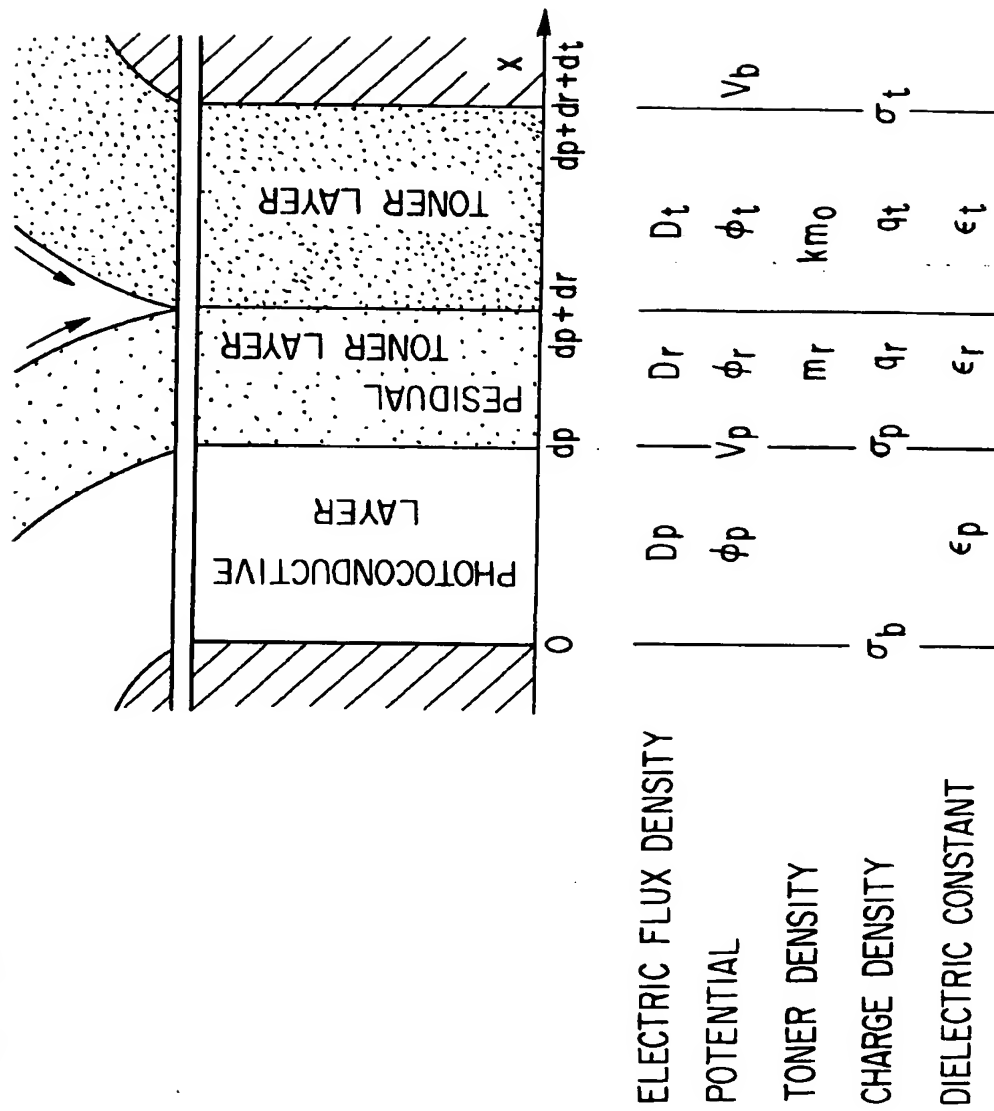 PHOTOCONDUCTIVE
LAYER
PESIDUAL
TONER LAYER
TONER LAYER
0
dp
dp+dr
dp+dr+dt
X
ELECTRIC FLUX DENSITY Dp Dr Dt
POTENTIAL ϕp Vp ϕr ϕt Vb
TONER DENSITY mr kmo
CHARGE DENSITY σb σp qr qt σt
DIELECTRIC CONSTANT ϵp ϵr ϵt